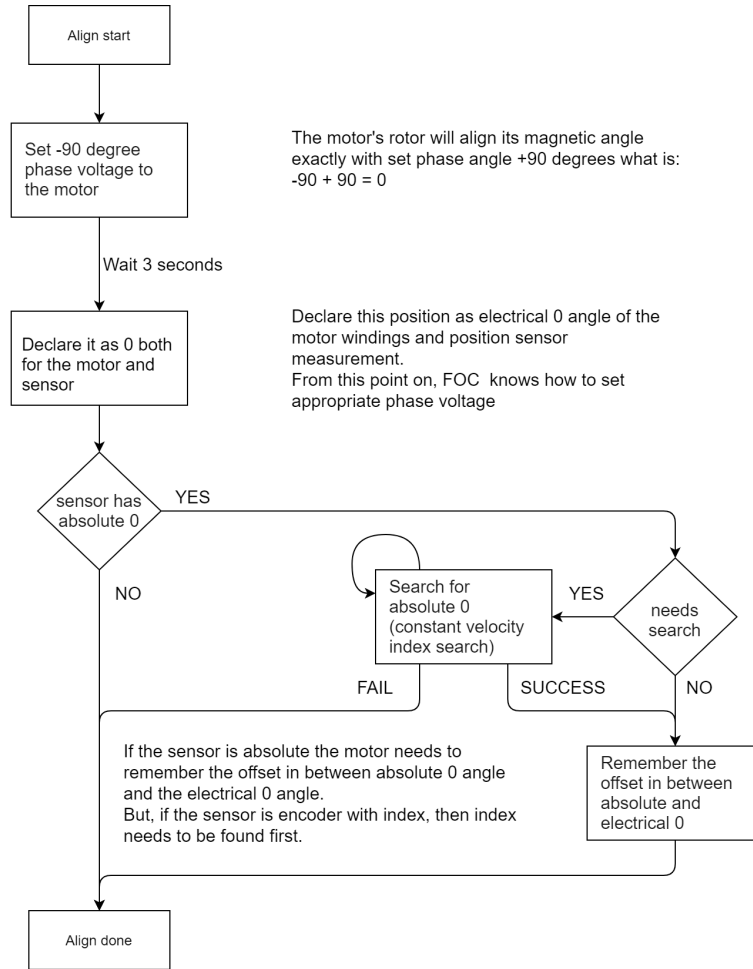 Align start
Set -90 degree
phase voltage to
the motor
The motor's rotor will align its magnetic angle
exactly with set phase angle +90 degrees what is:
-90 + 90 = 0
Wait 3 seconds
Declare it as 0 both
for the motor and
sensor
Declare this position as electrical 0 angle of the
motor windings and position sensor
measurement.
From this point on, FOC knows how to set
appropriate phase voltage
sensor has
absolute 0
YES
NO
needs
search
YES
Search for
absolute 0
(constant velocity
index search)
FAIL
SUCCESS
NO
If the sensor is absolute the motor needs to
remember the offset in between absolute 0 angle
and the electrical 0 angle.
But, if the sensor is encoder with index, then index
needs to be found first.
Remember the
offset in between
absolute and
electrical 0
Align done